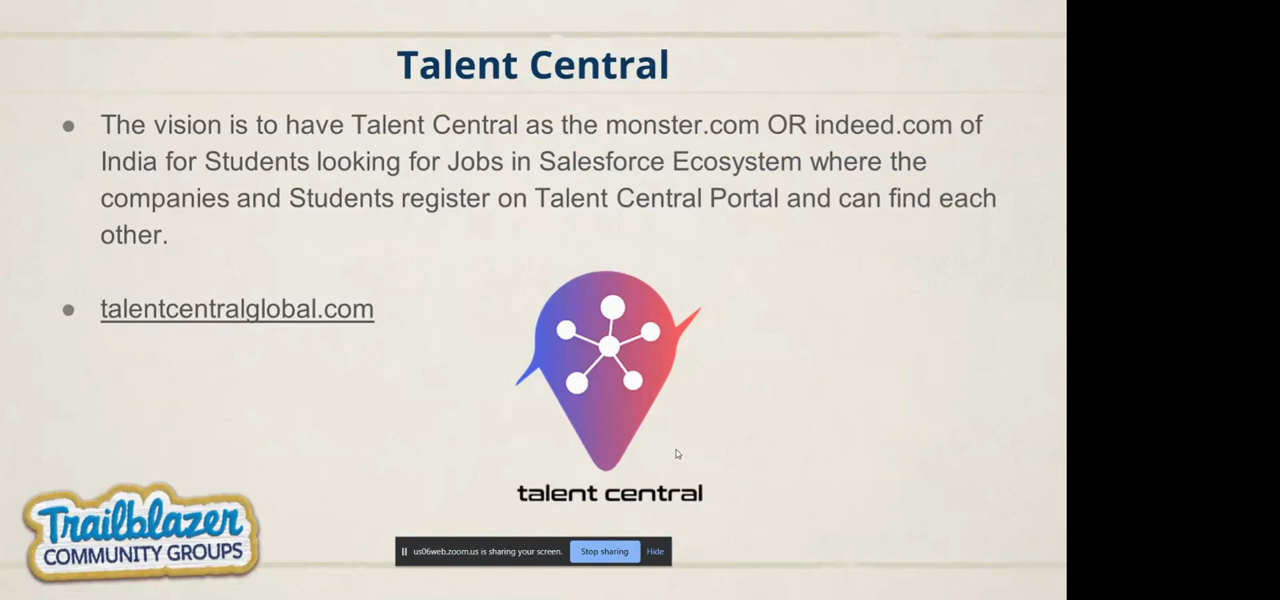 Talent Central
● The vision is to have Talent Central as the monster.com OR indeed.com of
India for Students looking for Jobs in Salesforce Ecosystem where the
companies and Students register on Talent Central Portal and can find each
other.
● talentcentralglobal.com
talent central
Trailblazer
COMMUNITY GROUPS
us06web.zoom.us is sharing your screen. Stop sharing Hide